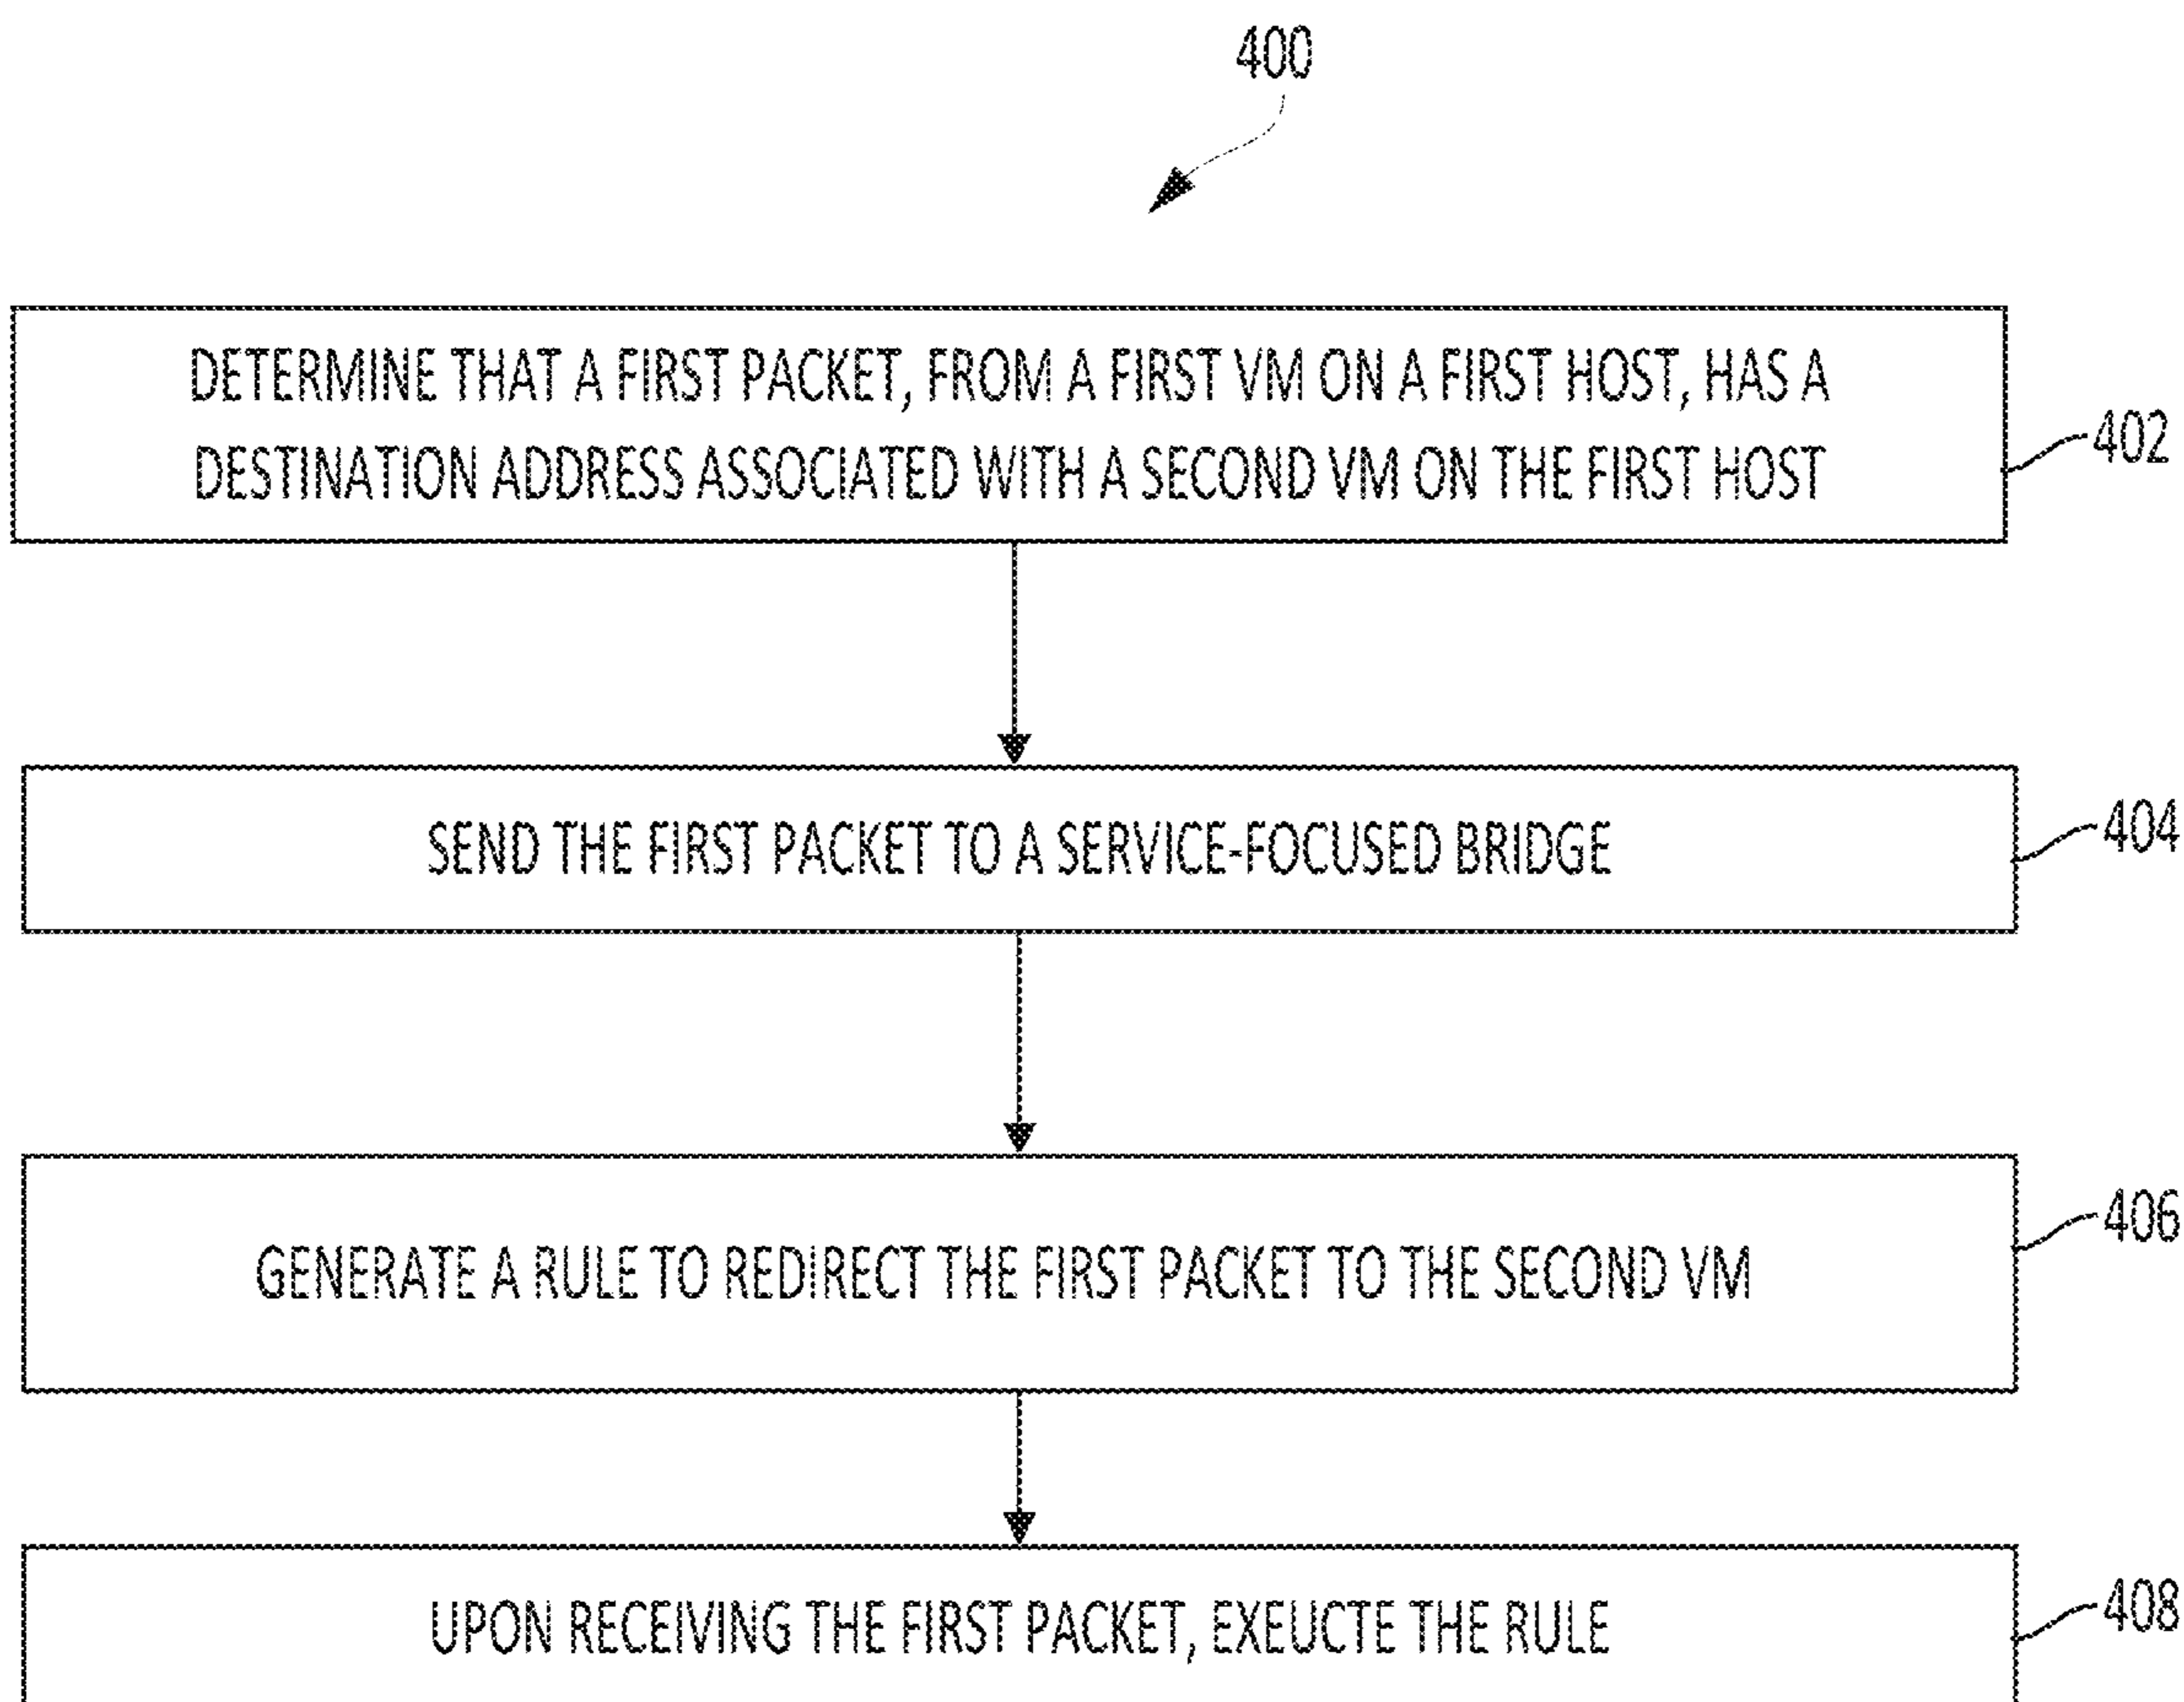 400
DETERMINE THAT A FIRST PACKET, FROM A FIRST VM ON A FIRST HOST, HAS A
DESTINATION ADDRESS ASSOCIATED WITH A SECOND VM ON THE FIRST HOST
402
SEND THE FIRST PACKET TO A SERVICE-FOCUSED BRIDGE
404
GENERATE A RULE TO REDIRECT THE FIRST PACKET TO THE SECOND VM
406
UPON RECEIVING THE FIRST PACKET, EXEUCTE THE RULE
408